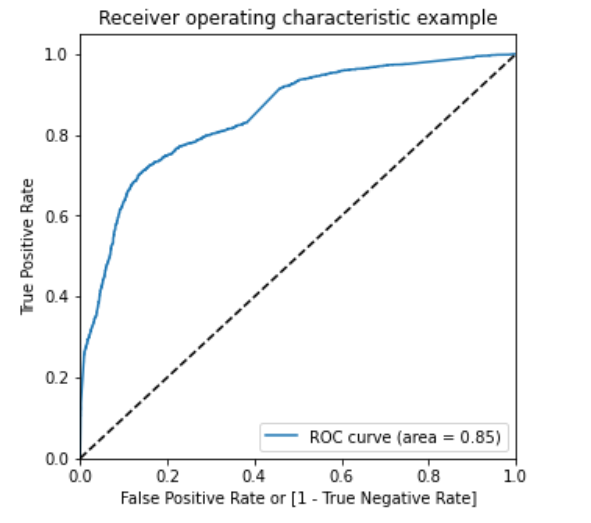 Receiver operating characteristic example
1.0
0.8
0.6
0.4
0.2
0.0
True Positive Rate
ROC curve (area = 0.85)
0.0 0.2 0.4 0.6 0.8 1.0
False Positive Rate or [1 - True Negative Rate]